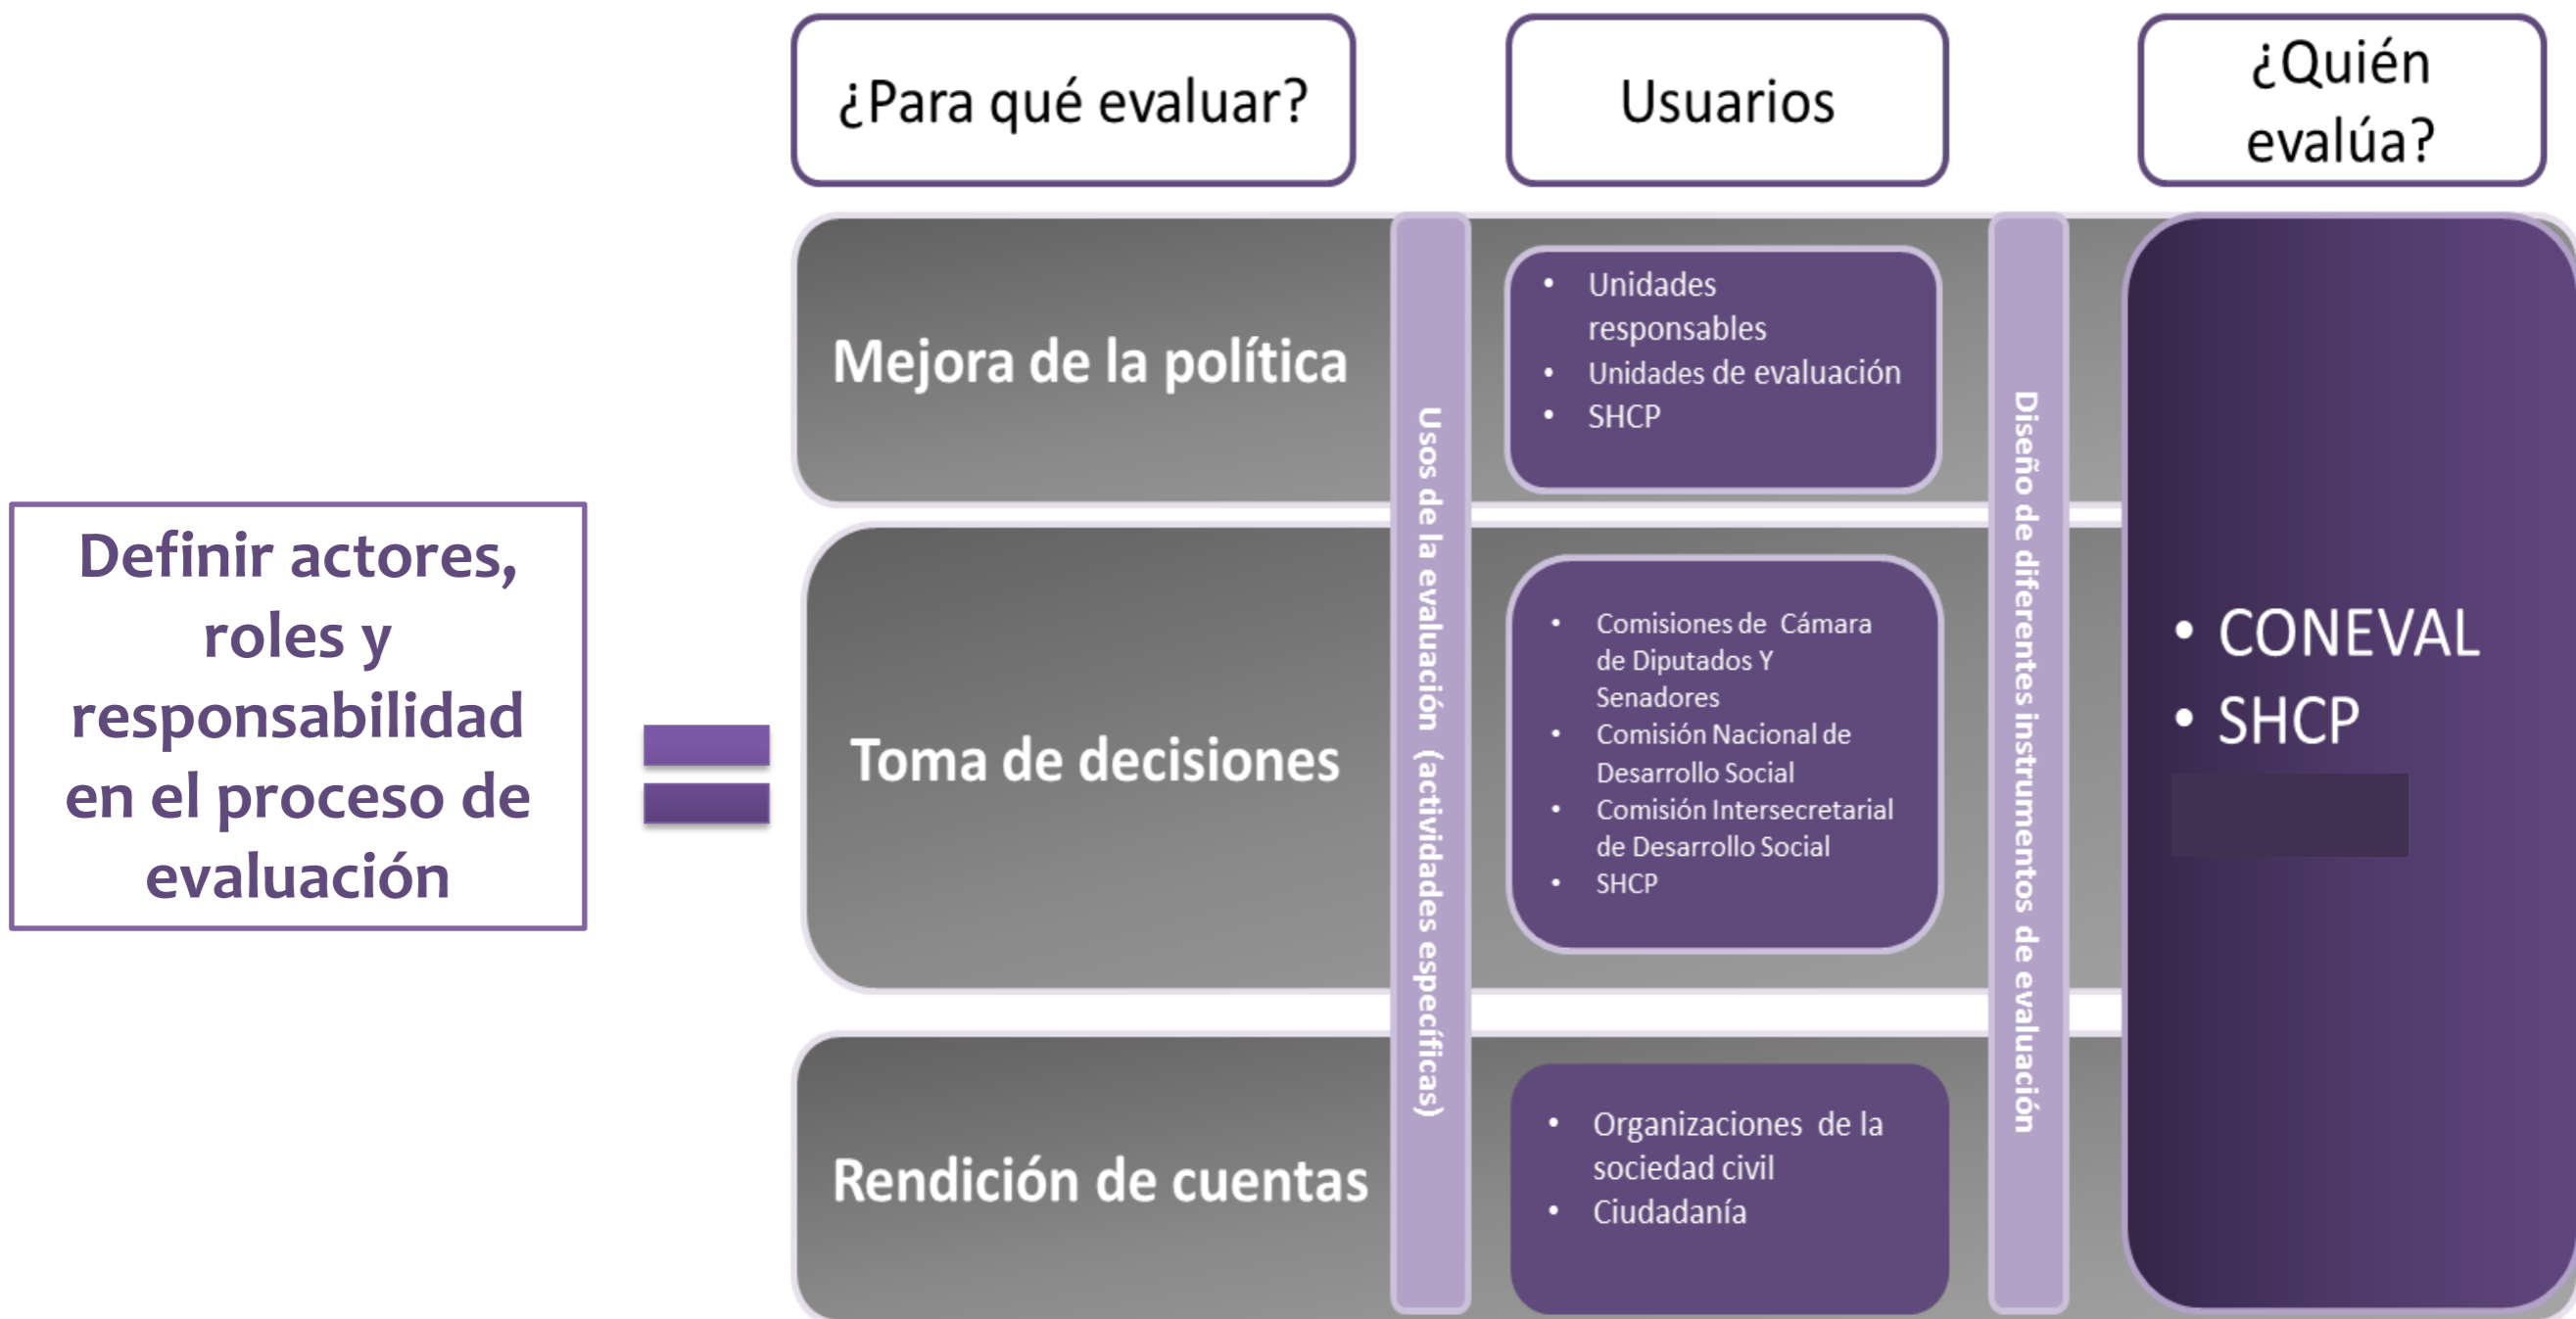 ¿Para qué evaluar?
Usuarios
¿Quién
evalúa?
Definir actores,
roles y
responsabilidad
en el proceso de
evaluación
Mejora de la política
Usos de la evaluación (actividades específicas)
• Unidades
responsables
• Unidades de evaluación
• SHCP
Diseño de diferentes instrumentos de evaluación
• CONEVAL
• SHCP
Toma de decisiones
• Comisiones de Cámara
de Diputados Y
Senadores
• Comisión Nacional de
Desarrollo Social
• Comisión Intersecretarial
de Desarrollo Social
• SHCP
Rendición de cuentas
• Organizaciones de la
sociedad civil
• Ciudadanía